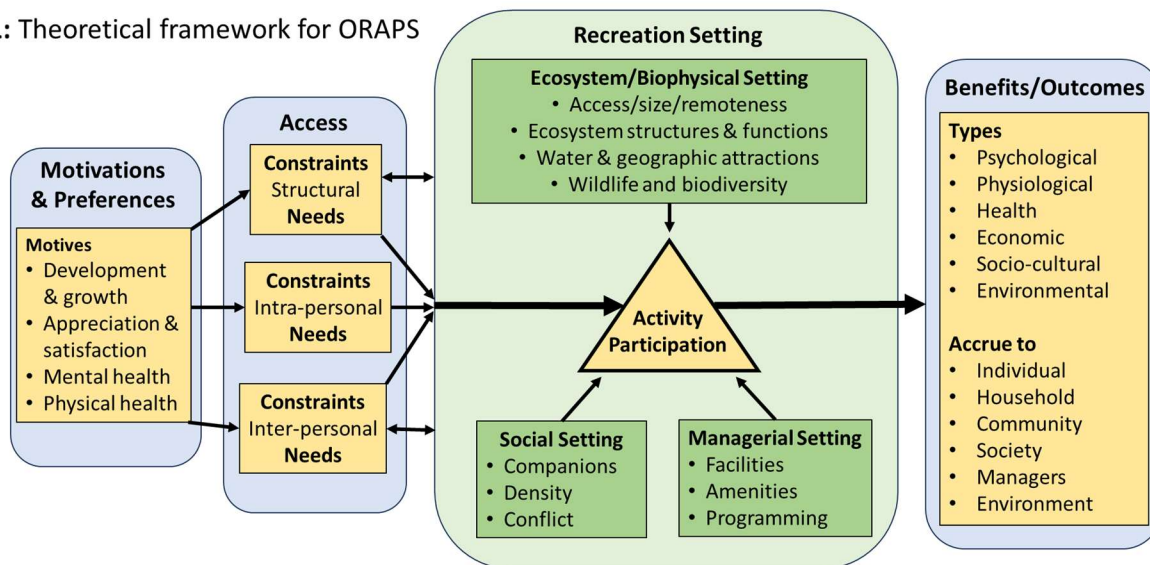 .: Theoretical framework for ORAPS
Motivations
& Preferences
Motives
• Development
& growth
• Appreciation &
satisfaction
• Mental health
• Physical health
Access
Constraints
Structural
Needs
Constraints
Intra-personal
Needs
Constraints
Inter-personal
Needs
Recreation Setting
Ecosystem/Biophysical Setting
• Access/size/remoteness
• Ecosystem structures & functions
• Water & geographic attractions
• Wildlife and biodiversity
Activity
Participation
Social Setting
• Companions
• Density
• Conflict
Managerial Setting
• Facilities
• Amenities
• Programming
Benefits/Outcomes
Types
• Psychological
• Physiological
• Health
• Economic
• Socio-cultural
• Environmental
Accrue to
• Individual
• Household
• Community
• Society
• Managers
• Environment